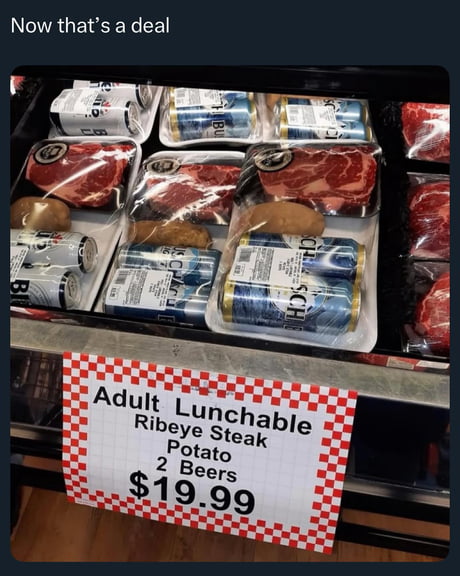 Now that's a deal
Adult Lunchable
Ribeye Steak
Potato
2 Beers
$19.99